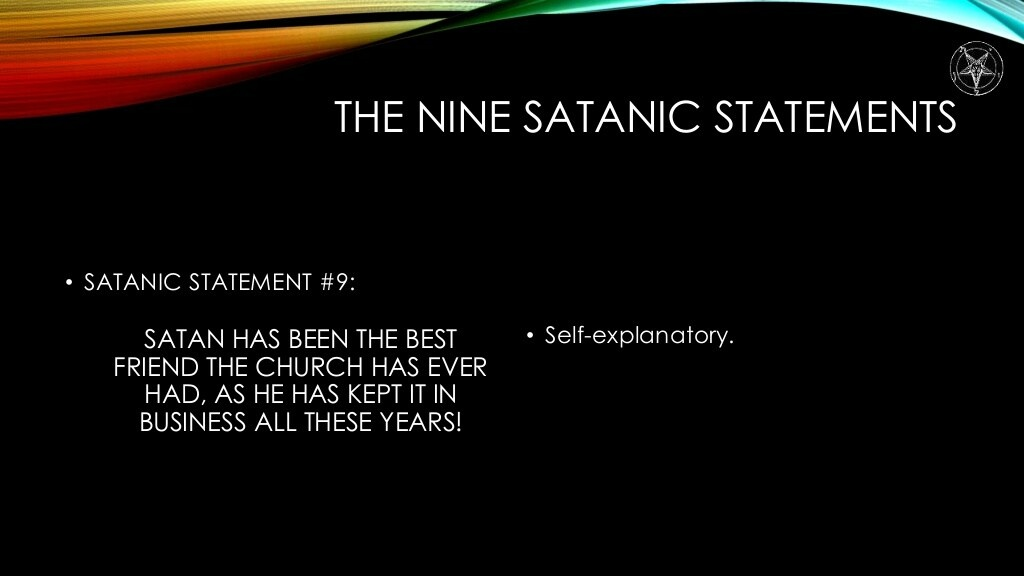 THE NINE SATANIC STATEMENTS
• SATANIC STATEMENT #9:
SATAN HAS BEEN THE BEST
FRIEND THE CHURCH HAS EVER
HAD, AS HE HAS KEPT IT IN
BUSINESS ALL THESE YEARS!
• Self-explanatory.